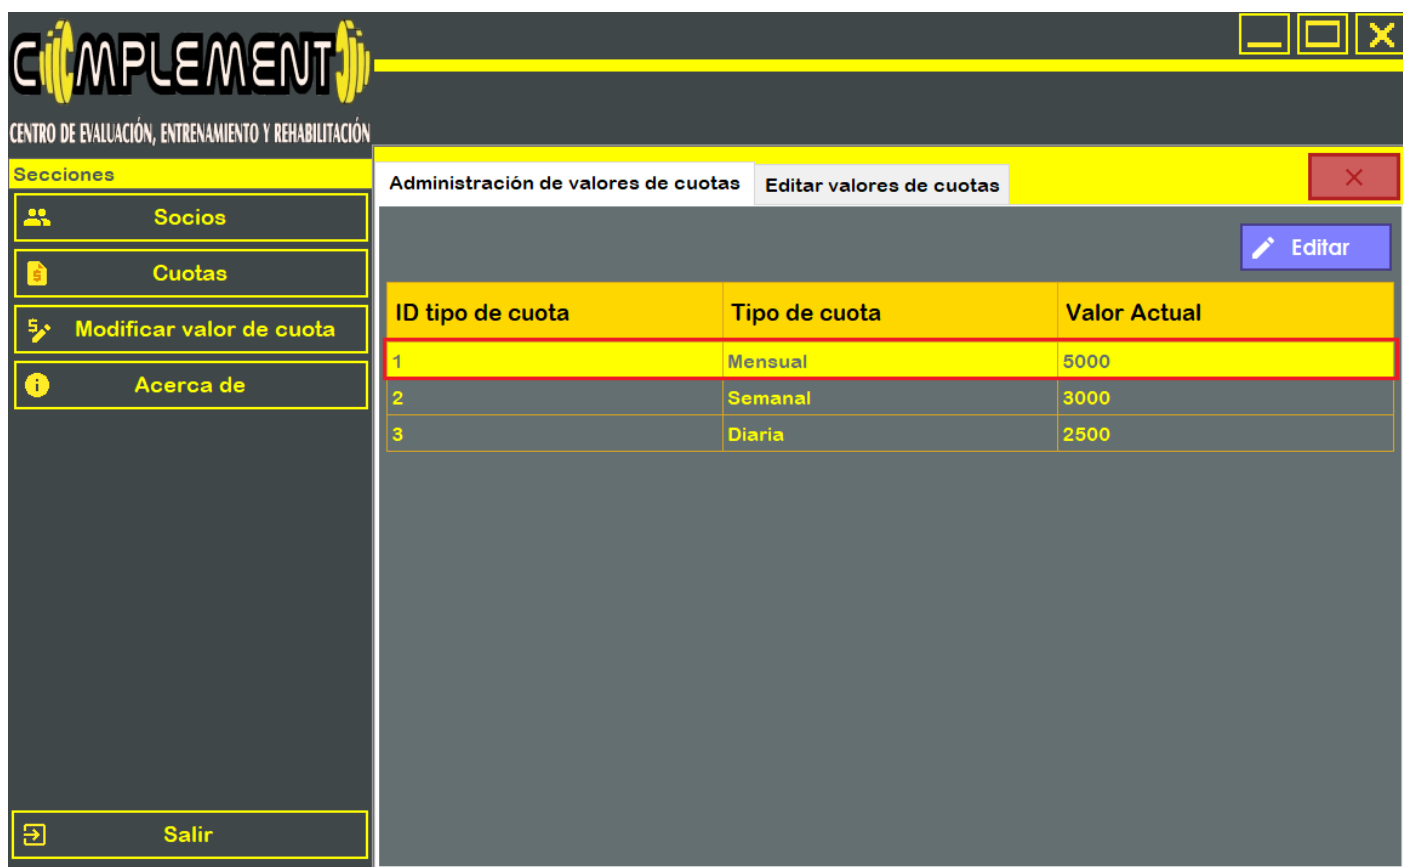 COMPLEMENTO
CENTRO DE EVALUACIÓN, ENTRENAMIENTO Y REHABILITACIÓN
Secciones
Socios
Cuotas
Modificar valor de cuota
Acerca de
Salir
Administración de valores de cuotas Editar valores de cuotas
Editar
ID tipo de cuota Tipo de cuota Valor Actual
1 Mensual 5000
2 Semanal 3000
3 Diaria 2500